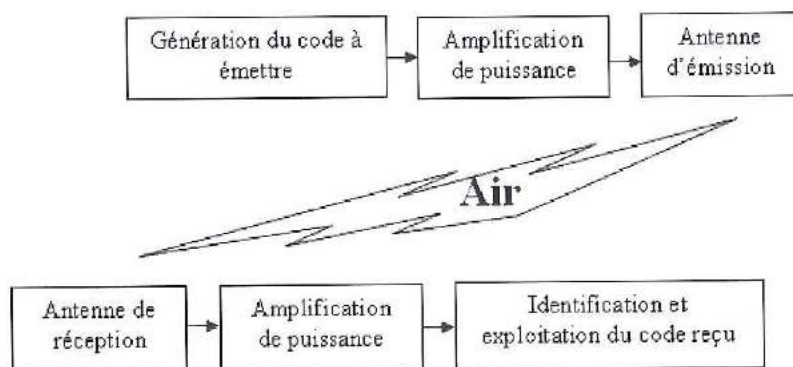 Génération du code à
émettre
Amplification
de puissance
Antenne
d'émission
Air
Antenne de
réception
Amplification
de puissance
Identification et
exploitation du code reçu